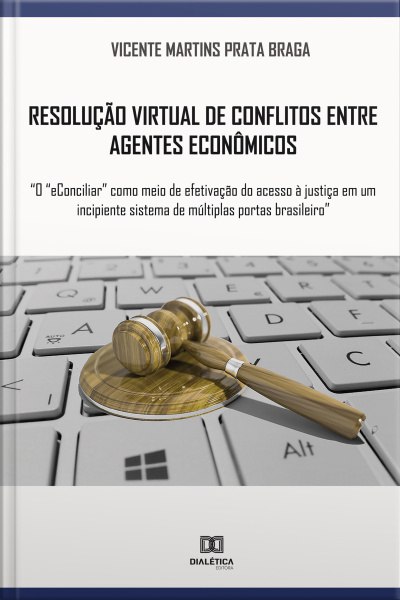 VICENTE MARTINS PRATA BRAGA
RESOLUÇÃO VIRTUAL DE CONFLITOS ENTRE
AGENTES ECONÔMICOS
“O “eConciliar” como meio de efetivação do acesso à justiça em um
incipiente sistema de múltiplas portas brasileiro”
Q
W
E
R
AUTO
A
S
D
F
Z
C
V
Alt
DIALÉTICA
EDITORA